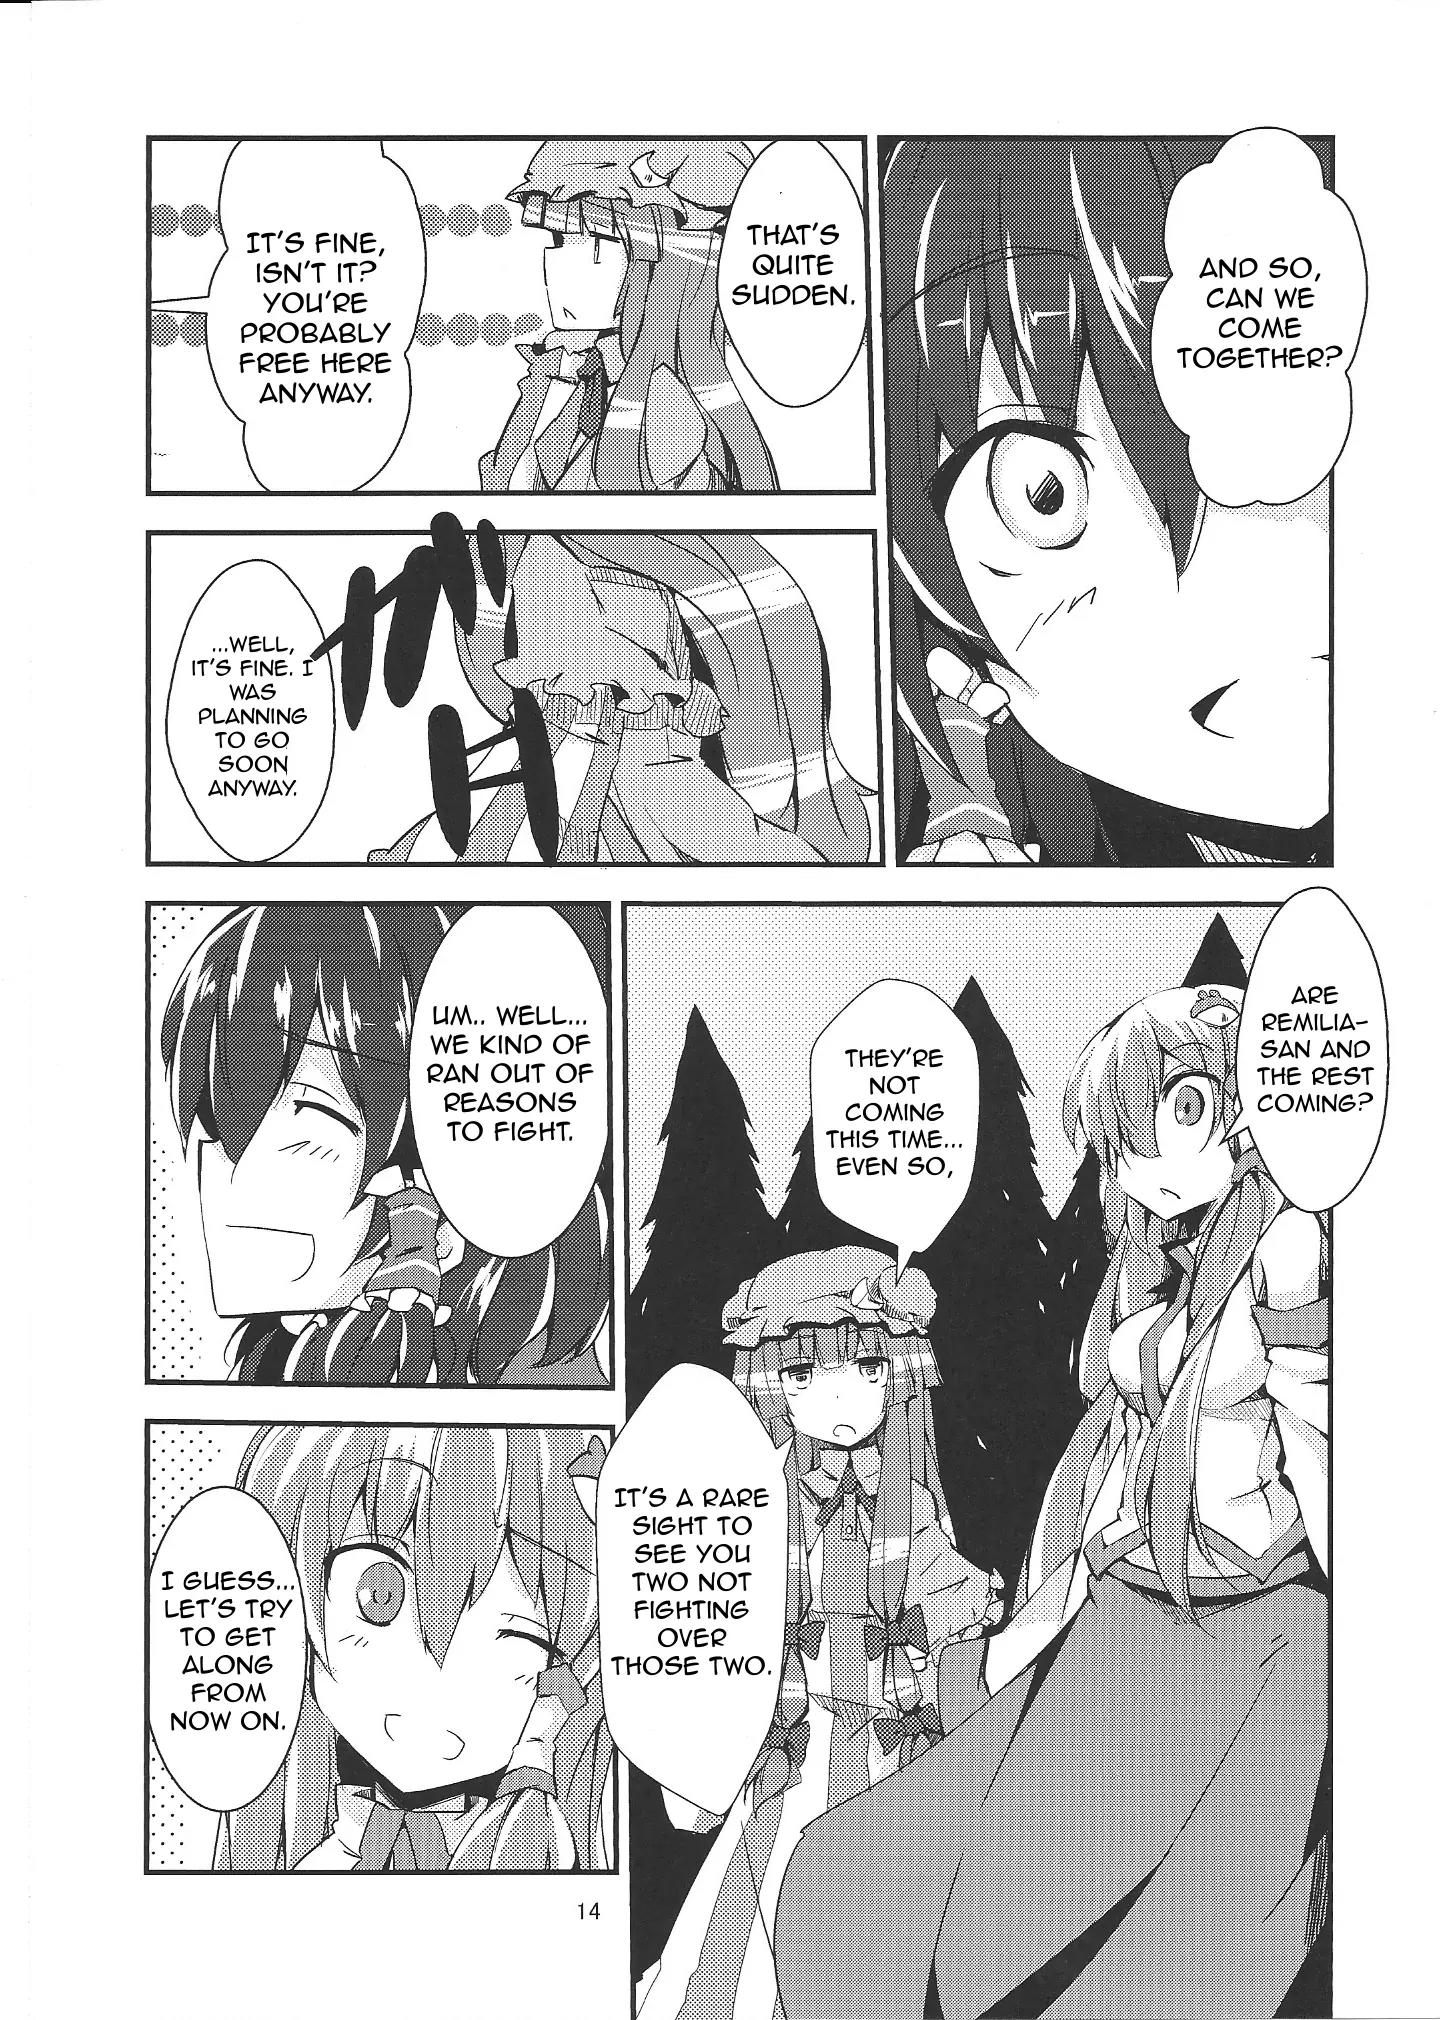 AND SO,
CAN WE
COME
TOGETHER?
THAT'S
QUITE
SUDDEN.
IT'S FINE,
ISN'T IT?
YOU'RE
PROBABLY
FREE HERE
ANYWAY.
...WELL,
IT'S FINE. I
WAS
PLANNING
TO GO
SOON
ANYWAY.
ARE
REMILIA-
SAN AND
THE REST
COMING?
THEY'RE
NOT
COMING
THIS TIME...
EVEN SO,
IT'S A RARE
SIGHT TO
SEE YOU
TWO NOT
FIGHTING
OVER
THOSE TWO.
UM.. WELL...
WE KIND OF
RAN OUT OF
REASONS
TO FIGHT.
I GUESS...
LET'S TRY
TO GET
ALONG
FROM
NOW ON.
14